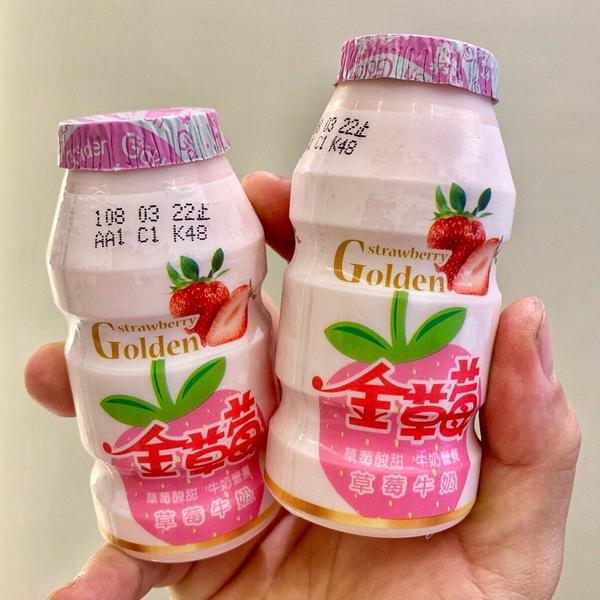 108 03 22止
AA1 C1 K48
strawberry
Golden
金草莓
草莓酸甜 牛奶營養
草莓牛奶
03 22止
C1 K48
strawberry
Golden
金草莓
草莓酸甜 牛奶營養
草莓牛奶